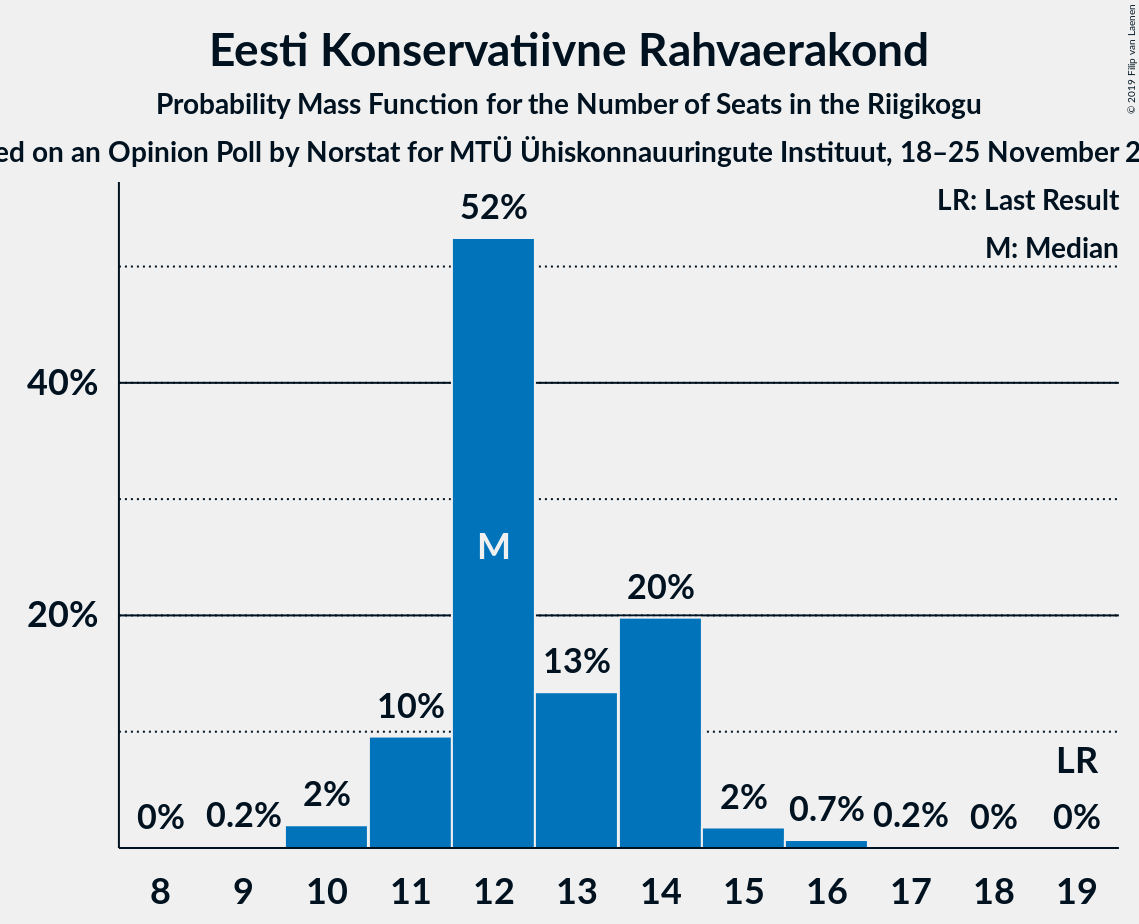 Eesti Konservatiivne Rahvaerakond
Probability Mass Function for the Number of Seats in the Riigikogu
ed on an Opinion Poll by Norstat for MTÜ Ühiskonnauuringute Instituut, 18–25 November 2
© 2019 Filip van Laenen
LR: Last Result
M: Median
52%
40%
M
20%
20%
13%
10%
LR
0%
0.2%
2%
2%
0.7%
0.2%
0%
0%
8 9 10 11 12 13 14 15 16 17 18 19